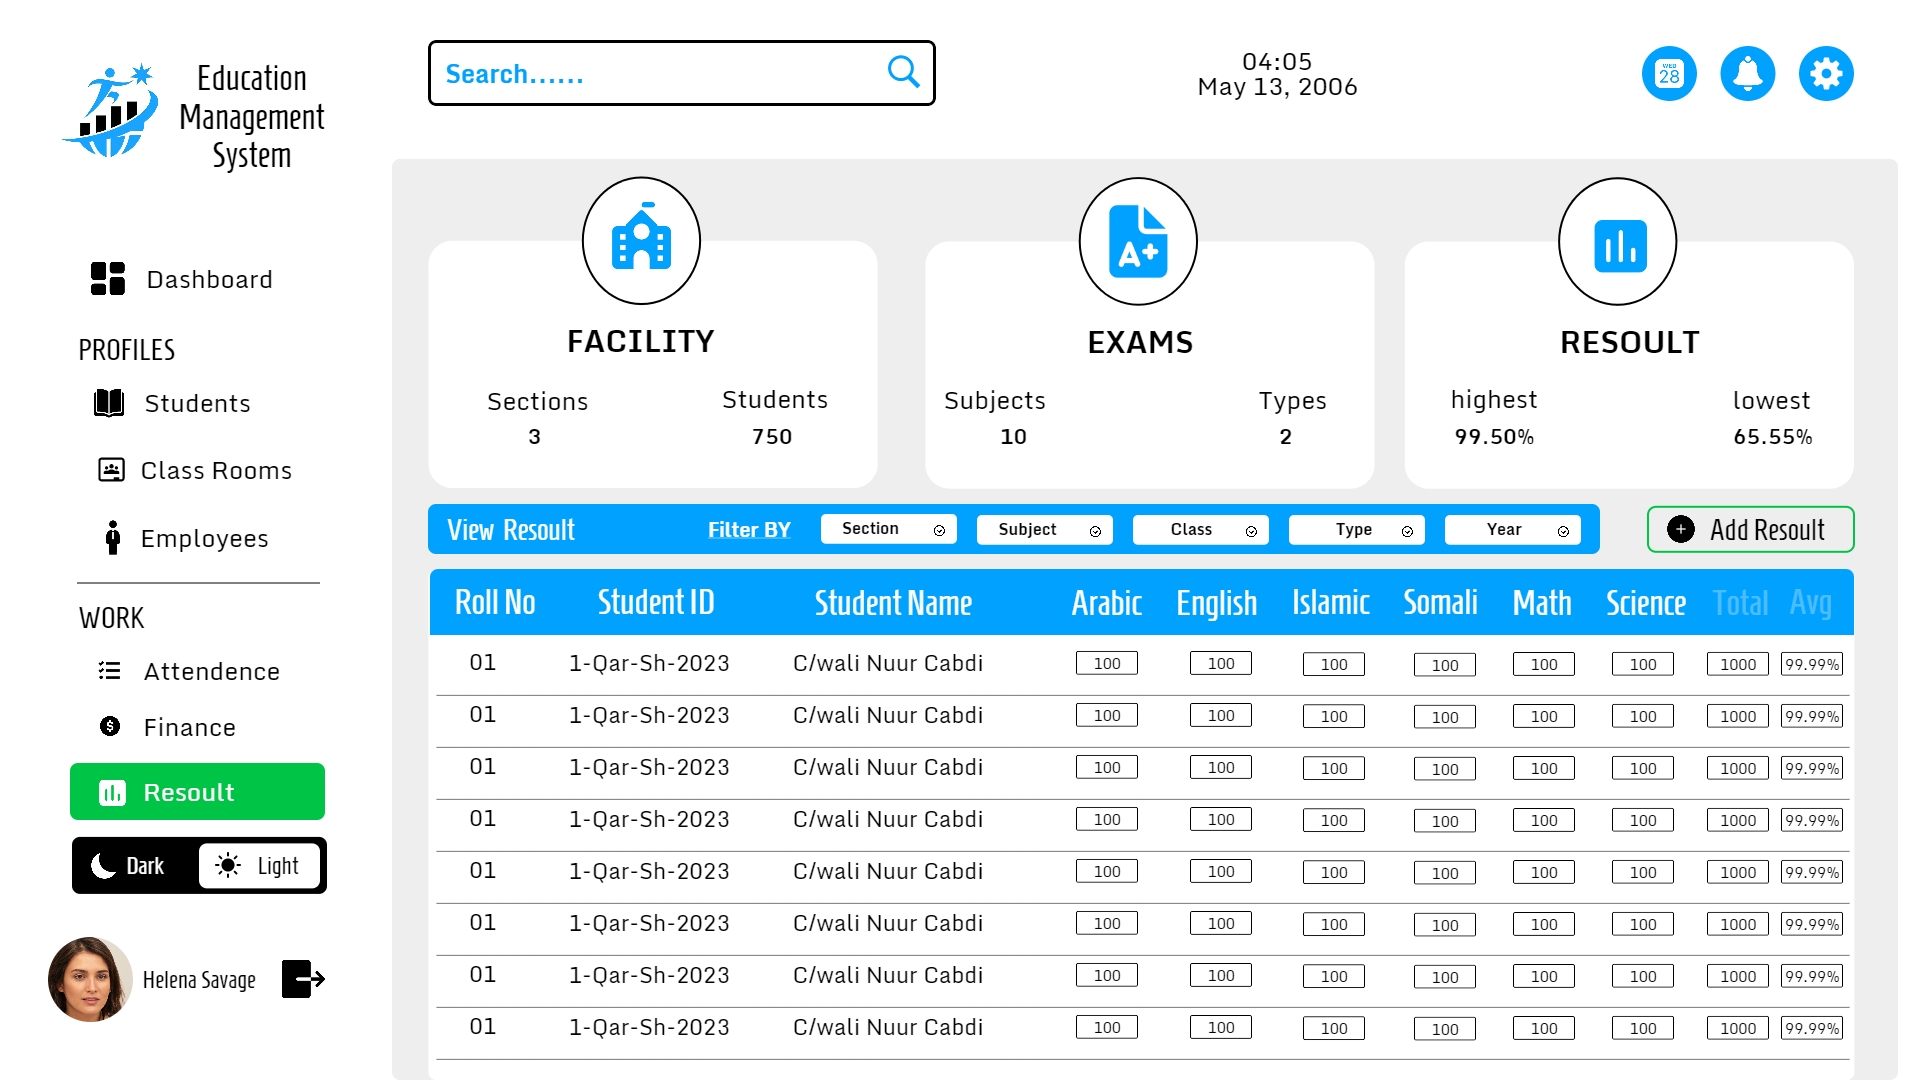 Education
Management
System
Search......
04:05
May 13, 2006
WED
28
Dashboard
PROFILES
Students
Class Rooms
Employees
WORK
Attendence
Finance
Resoult
Dark Light
Helena Savage
A+
FACILITY
Sections Students
3 750
EXAMS
Subjects Types
10 2
RESOULT
highest lowest
99.50% 65.55%
View Resoult Filter BY Section Subject Class Type Year
Add Resoult
Roll No Student ID Student Name Arabic English Islamic Somali Math Science Total Avg
01 1-Qar-Sh-2023 C/wali Nuur Cabdi 100 100 100 100 100 100 1000 99.99%
01 1-Qar-Sh-2023 C/wali Nuur Cabdi 100 100 100 100 100 100 1000 99.99%
01 1-Qar-Sh-2023 C/wali Nuur Cabdi 100 100 100 100 100 100 1000 99.99%
01 1-Qar-Sh-2023 C/wali Nuur Cabdi 100 100 100 100 100 100 1000 99.99%
01 1-Qar-Sh-2023 C/wali Nuur Cabdi 100 100 100 100 100 100 1000 99.99%
01 1-Qar-Sh-2023 C/wali Nuur Cabdi 100 100 100 100 100 100 1000 99.99%
01 1-Qar-Sh-2023 C/wali Nuur Cabdi 100 100 100 100 100 100 1000 99.99%
01 1-Qar-Sh-2023 C/wali Nuur Cabdi 100 100 100 100 100 100 1000 99.99%